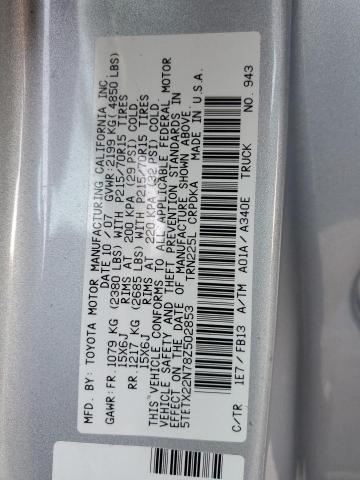 MFD. BY: TOYOTA MOTOR MANUFACTURING CALIFORNIA INC
DATE 10 / 07 GVWR: 2199 KG ( 4850 LBS)
GAWR: FR. 1079 KG (2380 LBS) WITH P215/70R15 TIRES
15X6J RIMS AT 200 KPA (29 PSI) COLD.
RR. 1217 KG (2685 LBS) WITH P215/70R15 TIRES
15X6J RIMS AT 220 KPA (32 PSI) COLD.
THIS VEHICLE CONFORMS TO ALL APPLICABLE FEDERAL MOTOR
VEHICLE SAFETY AND THEFT PREVENTION STANDARDS IN
EFFECT ON THE DATE OF MANUFACTURE SHOWN ABOVE.
5TETX22N78Z502853 TRN225L CRPDKA MADE IN U.S.A.
C/TR 1E7 / FB13 A/TM A01A / A340E TRUCK NO. 943